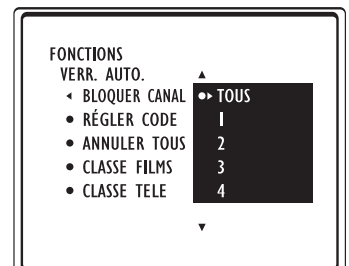 FONCTIONS
VERR. AUTO.
BLOQUER CANAL TOUS
RÉGLER CODE 1
ANNULER TOUS 2
CLASSE FILMS 3
CLASSE TELE 4